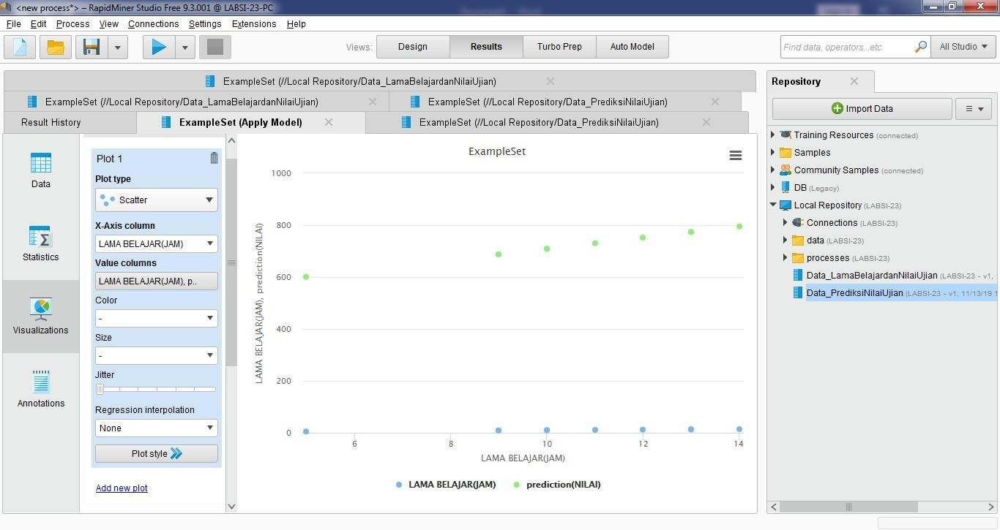 <new process*> – RapidMiner Studio Free 9.3.001 @ LABSI-23-PC
File Edit Process View Connections Settings Extensions Help
Views: Design Results Turbo Prep Auto Model Find data, operators...etc All Studio
ExampleSet (//Local Repository/Data_LamaBelajardanNilaiUjian)
ExampleSet (//Local Repository/Data_LamaBelajardanNilaiUjian) ExampleSet (//Local Repository/Data_PrediksiNilaiUjian)
Result History ExampleSet (Apply Model) ExampleSet (//Local Repository/Data_PrediksiNilaiUjian)
Data
Statistics
Visualizations
Annotations
Plot 1
Plot type
Scatter
X-Axis column
LAMA BELAJAR(JAM)
Value columns
LAMA BELAJAR(JAM), p..
Color
-
Size
-
Jitter
Regression interpolation
None
Plot style
Add new plot
ExampleSet
LAMA BELAJAR(JAM), prediction(NILAI)
1000
800
600
400
200
0
6 8 10 12 14
LAMA BELAJAR(JAM)
LAMA BELAJAR(JAM) prediction(NILAI)
Repository
Import Data
Training Resources (connected)
Samples
Community Samples (connected)
DB (Legacy)
Local Repository (LABSI-23)
Connections (LABSI-23)
data (LABSI-23)
processes (LABSI-23)
Data_LamaBelajardanNilaiUjian (LABSI-23 - v1,
Data_PrediksiNilaiUjian (LABSI-23 - v1, 11/13/19 1